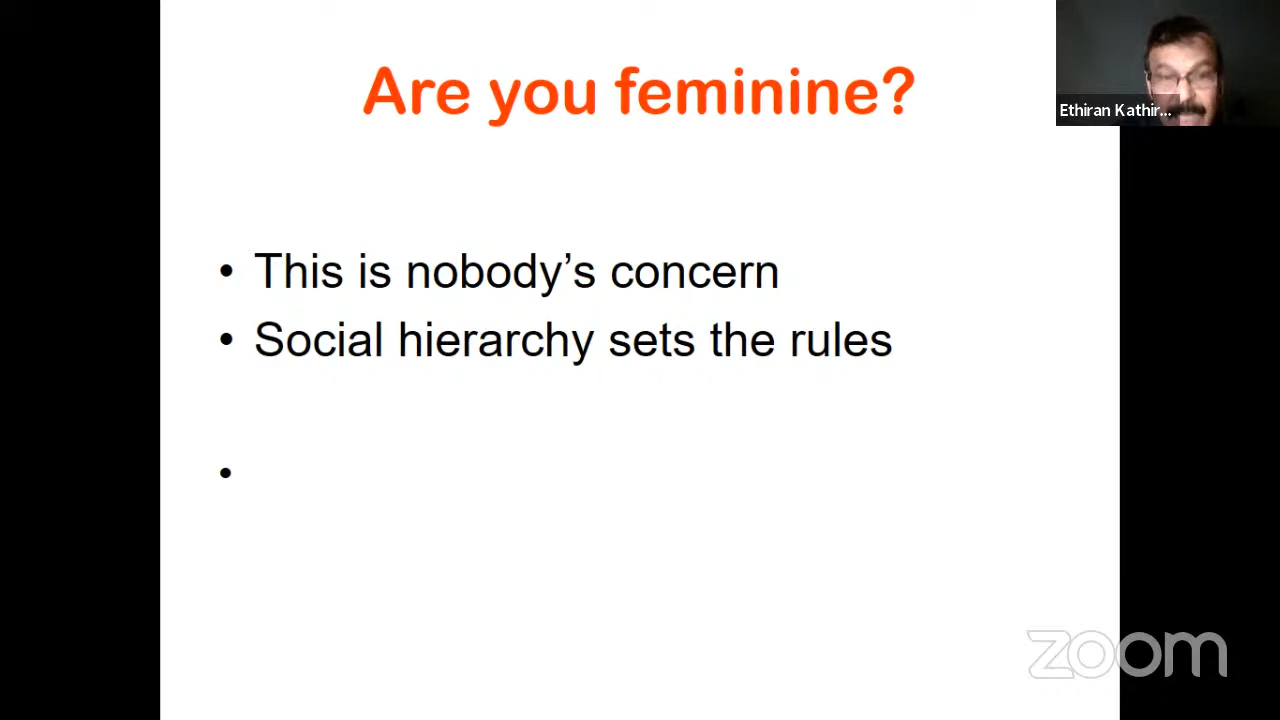 Are you feminine?
Ethiran Kathir...
• This is nobody’s concern
• Social hierarchy sets the rules
•
zoom